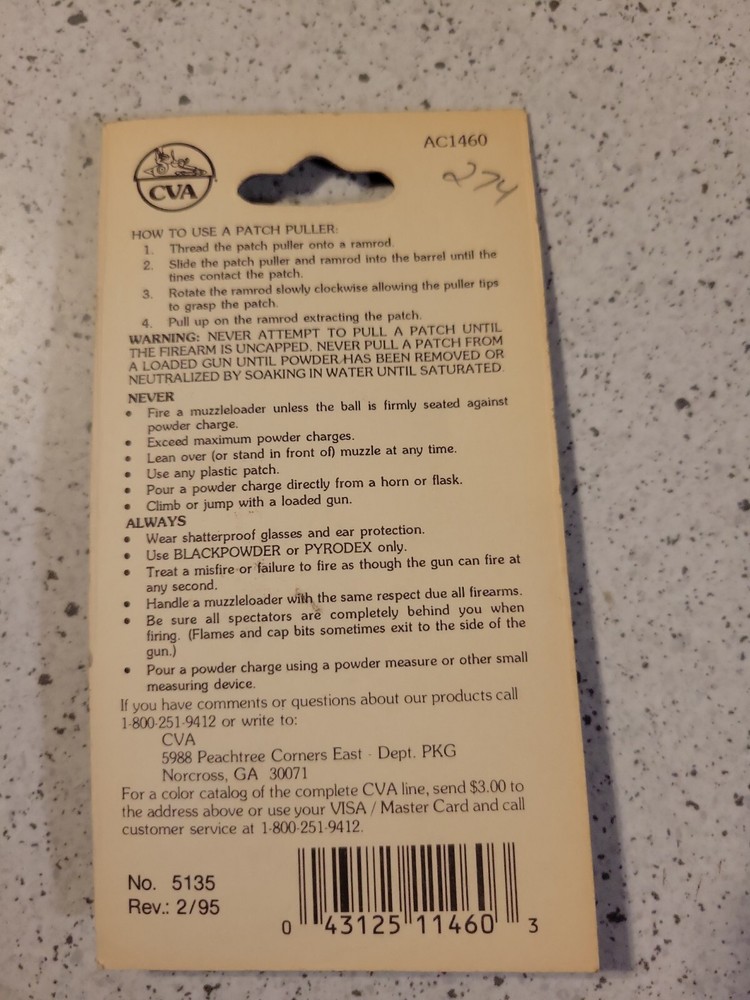 AC1460
CVA
274
HOW TO USE A PATCH PULLER:
1. Thread the patch puller onto a ramrod.
2. Slide the patch puller and ramrod into the barrel until the
tines contact the patch.
3. Rotate the ramrod slowly clockwise allowing the puller tips
to grasp the patch.
4. Pull up on the ramrod extracting the patch.
WARNING: NEVER ATTEMPT TO PULL A PATCH UNTIL
THE FIREARM IS UNCAPPED. NEVER PULL A PATCH FROM
A LOADED GUN UNTIL POWDER HAS BEEN REMOVED OR
NEUTRALIZED BY SOAKING IN WATER UNTIL SATURATED.
NEVER
• Fire a muzzleloader unless the ball is firmly seated against
powder charge.
• Exceed maximum powder charges.
• Lean over (or stand in front of) muzzle at any time.
• Use any plastic patch.
• Pour a powder charge directly from a horn or flask.
• Climb or jump with a loaded gun.
ALWAYS
• Wear shatterproof glasses and ear protection.
• Use BLACKPOWDER or PYRODEX only.
• Treat a misfire or failure to fire as though the gun can fire at
any second.
• Handle a muzzleloader with the same respect due all firearms.
• Be sure all spectators are completely behind you when
firing. (Flames and cap bits sometimes exit to the side of the
gun.)
• Pour a powder charge using a powder measure or other small
measuring device.
If you have comments or questions about our products call
1-800-251-9412 or write to:
CVA
5988 Peachtree Corners East - Dept. PKG
Norcross, GA 30071
For a color catalog of the complete CVA line, send $3.00 to
the address above or use your VISA / Master Card and call
customer service at 1-800-251-9412.
No. 5135
Rev.: 2/95
0 43125 11460 3